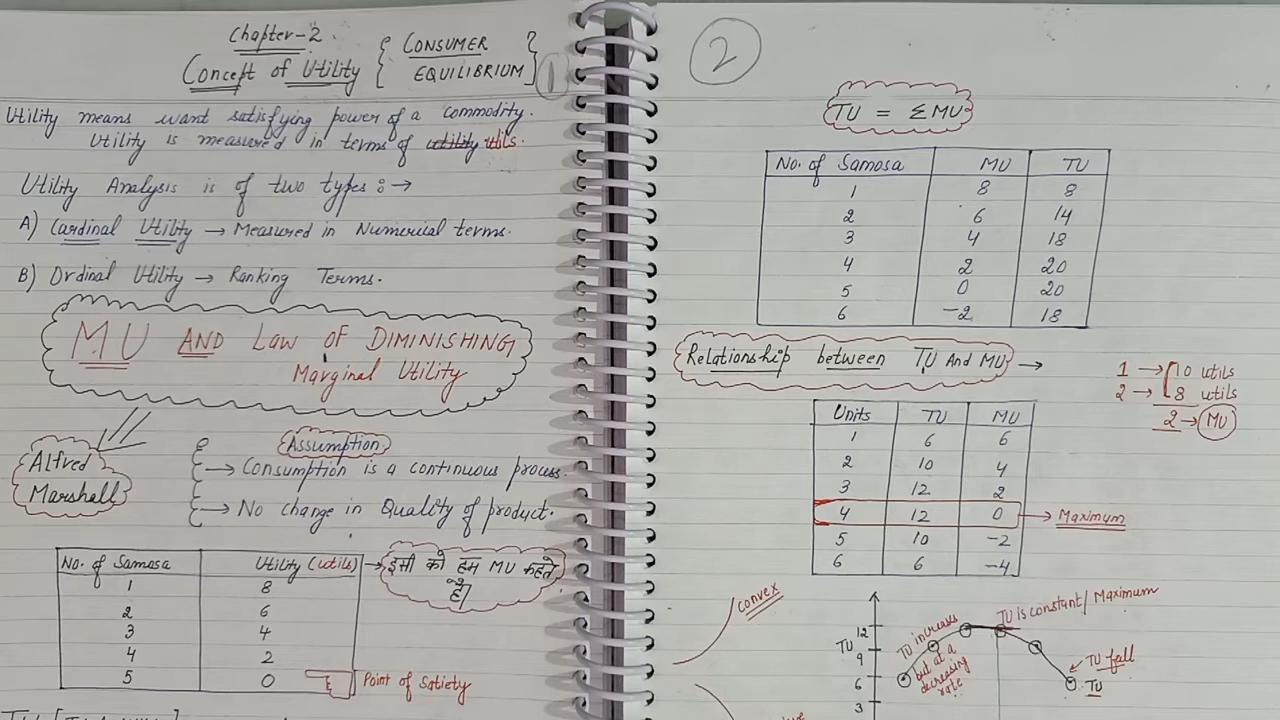 Chapter-2
Concept of Utility { CONSUMER EQUILIBRIUM } 1
Utility means want satisfying power of a commodity.
Utility is measured in terms of utility utils.
Utility Analysis is of two types :→
A) Cardinal Utility → Measured in Numerical terms.
B) Ordinal Utility → Ranking Terms.
MU AND Law OF DIMINISHING
Marginal Utility
Alfred
Marshall
Assumption
→ Consumption is a continuous process.
→ No change in Quality of product.
No. of Samosa Utility (utils) → इसी को हम MU कहते
है।
1 8
2 6
3 4
4 2
5 0 Point of Satiety
2
TU = ΣMU
No. of Samosa MU TU
1 8 8
2 6 14
3 4 18
4 2 20
5 0 20
6 -2 18
Relationship between TU And MU →
1 → 10 utils
2 → 8 utils
2 → MU
Units TU MU
1 6 6
2 10 4
3 12 2
4 12 0 → Maximum
5 10 -2
6 6 -4
convex
TU is constant/Maximum
TU increases
but at a
decreasing
rate
TU fall
TU
TU
12
9
6
3